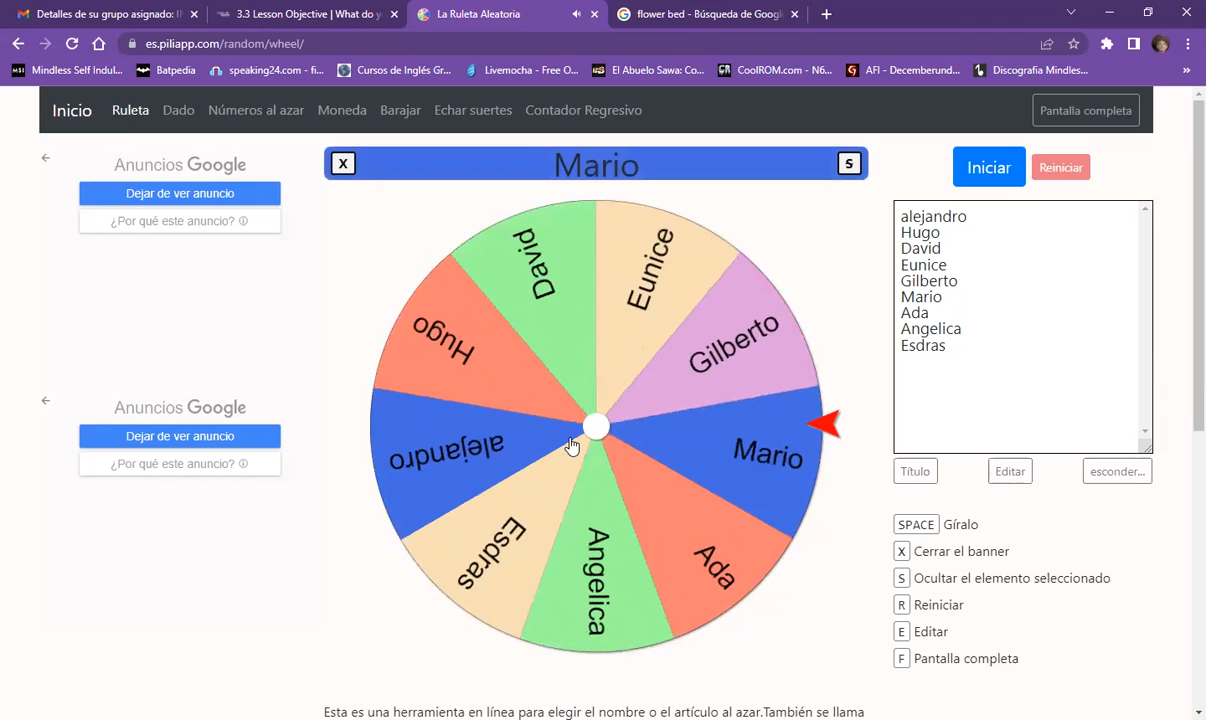 Detalles de su grupo asignado: I
3.3 Lesson Objective | What do y
La Ruleta Aleatoria
flower bed - Búsqueda de Googl
es.piliapp.com/random/wheel/
Mindless Self Indul...
Batpedia
speaking24.com - fi...
Cursos de Inglés Gr...
Livemocha - Free O...
El Abuelo Sawa: Co...
CoolROM.com - N6...
AFI - Decemberund...
Discografia Mindles...
Inicio
Ruleta
Dado
Números al azar
Moneda
Barajar
Echar suertes
Contador Regresivo
Pantalla completa
Anuncios Google
Dejar de ver anuncio
¿Por qué este anuncio?
Anuncios Google
Dejar de ver anuncio
¿Por qué este anuncio?
X
Mario
S
David
Eunice
Hugo
Gilberto
alejandro
Mario
Esdras
Angelica
Ada
Iniciar
Reiniciar
alejandro
Hugo
David
Eunice
Gilberto
Mario
Ada
Angelica
Esdras
Título
Editar
esconder...
SPACE Gíralo
X Cerrar el banner
S Ocultar el elemento seleccionado
R Reiniciar
E Editar
F Pantalla completa
Esta es una herramienta en línea para elegir el nombre o el artículo al azar.También se llama